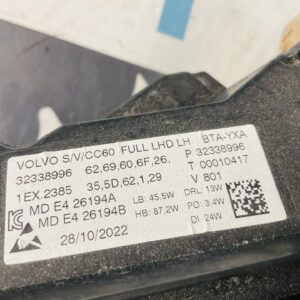 VOLVO S/V/CC60 FULL LHD LH BTA-YXA
32338996 62,69,60,6F,26, P 32338996
1EX.2385 35,5D,62,1,29 T 00010417
MD E4 26194A LB: 45.5W DRL: 13W V 801
MD E4 26194B HB: 87.2W PO: 3.4W
28/10/2022 DI: 24W